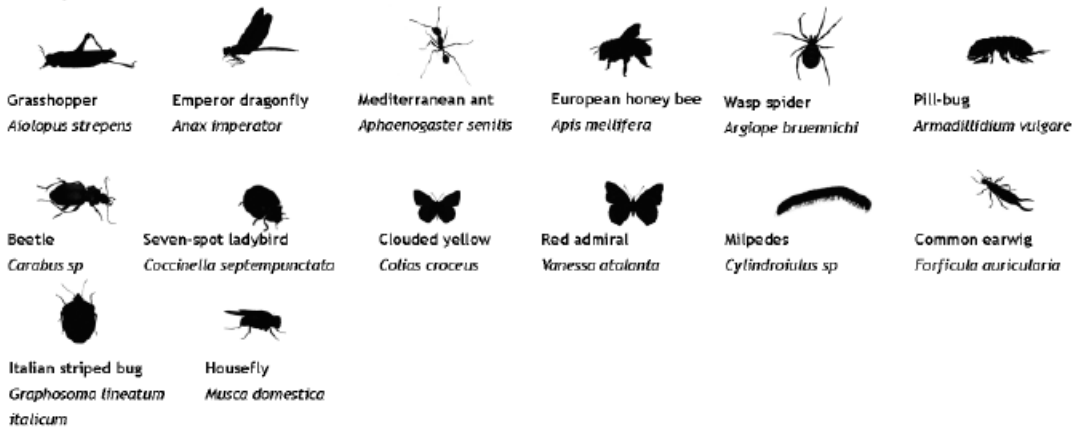 Grasshopper Emperor dragonfly Mediterranean ant European honey bee Wasp spider Pill-bug
Aiolopus strepens Anax imperator Aphaenogaster senilis Apis mellifera Argiope bruennichi Armadillidium vulgare
Beetle Seven-spot ladybird Clouded yellow Red admiral Milpedes Common earwig
Carabus sp Coccinella septempunctata Colias croceus Vanessa atalanta Cylindroiulus sp Forficula auricularia
Italian striped bug Housefly
Graphosoma lineatum Musca domestica
italicum